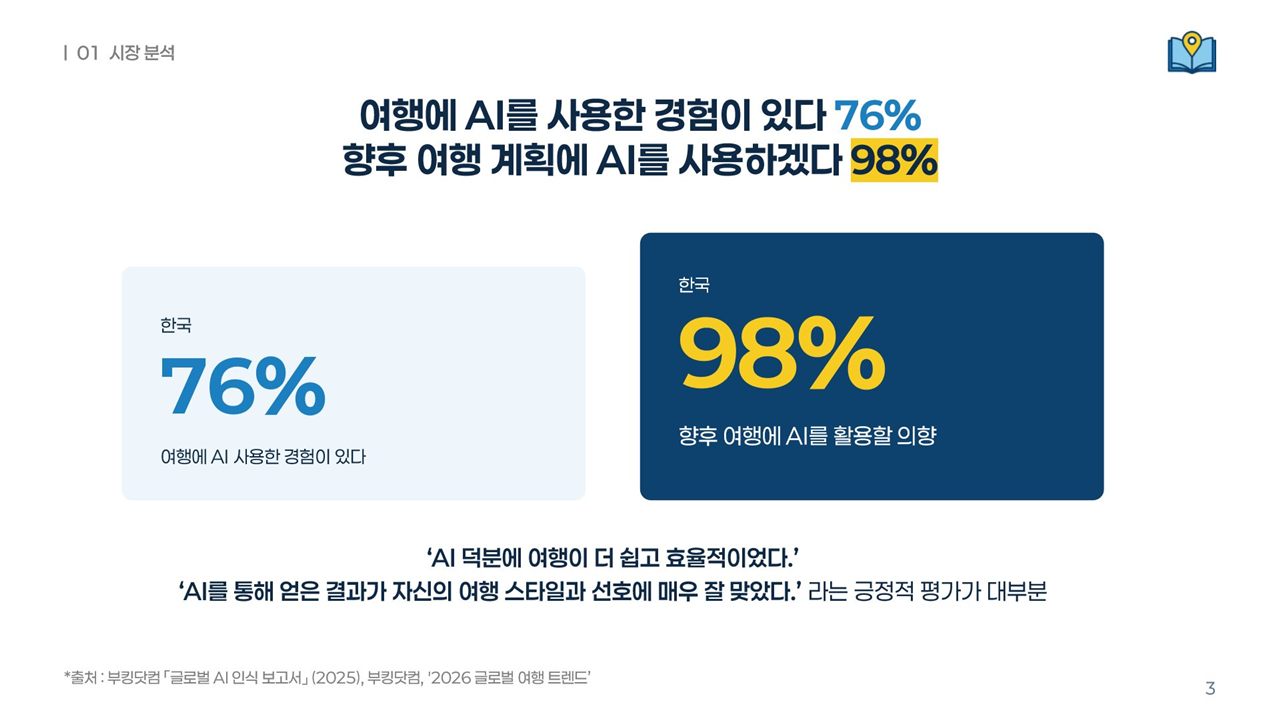 | 01 시장 분석
여행에 AI를 사용한 경험이 있다 76%
향후 여행 계획에 AI를 사용하겠다 98%
한국
76%
여행에 AI 사용한 경험이 있다
한국
98%
향후 여행에 AI를 활용할 의향
‘AI 덕분에 여행이 더 쉽고 효율적이었다.’
‘AI를 통해 얻은 결과가 자신의 여행 스타일과 선호에 매우 잘 맞았다.’ 라는 긍정적 평가가 대부분
*출처 : 부킹닷컴 「글로벌 AI 인식 보고서」 (2025), 부킹닷컴, '2026 글로벌 여행 트렌드’
3